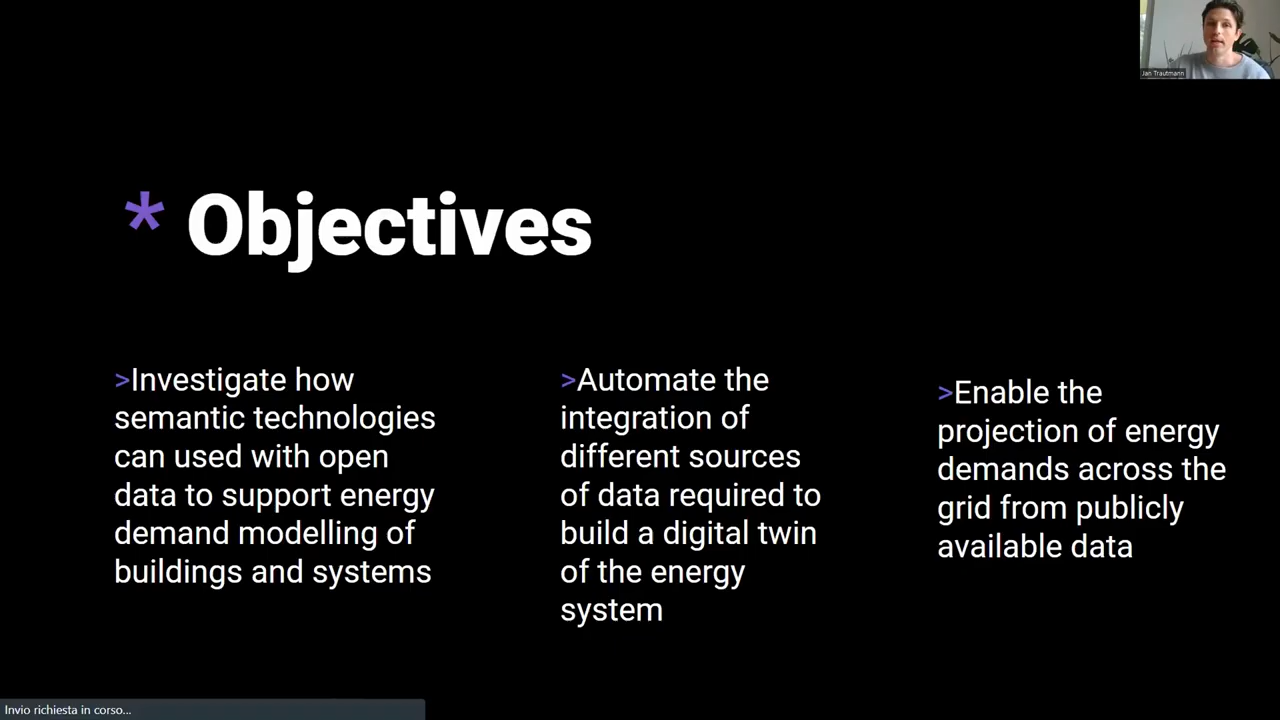 Jan Trautmann
* Objectives
>Investigate how
semantic technologies
can used with open
data to support energy
demand modelling of
buildings and systems
>Automate the
integration of
different sources
of data required to
build a digital twin
of the energy
system
>Enable the
projection of energy
demands across the
grid from publicly
available data
Invio richiesta in corso...